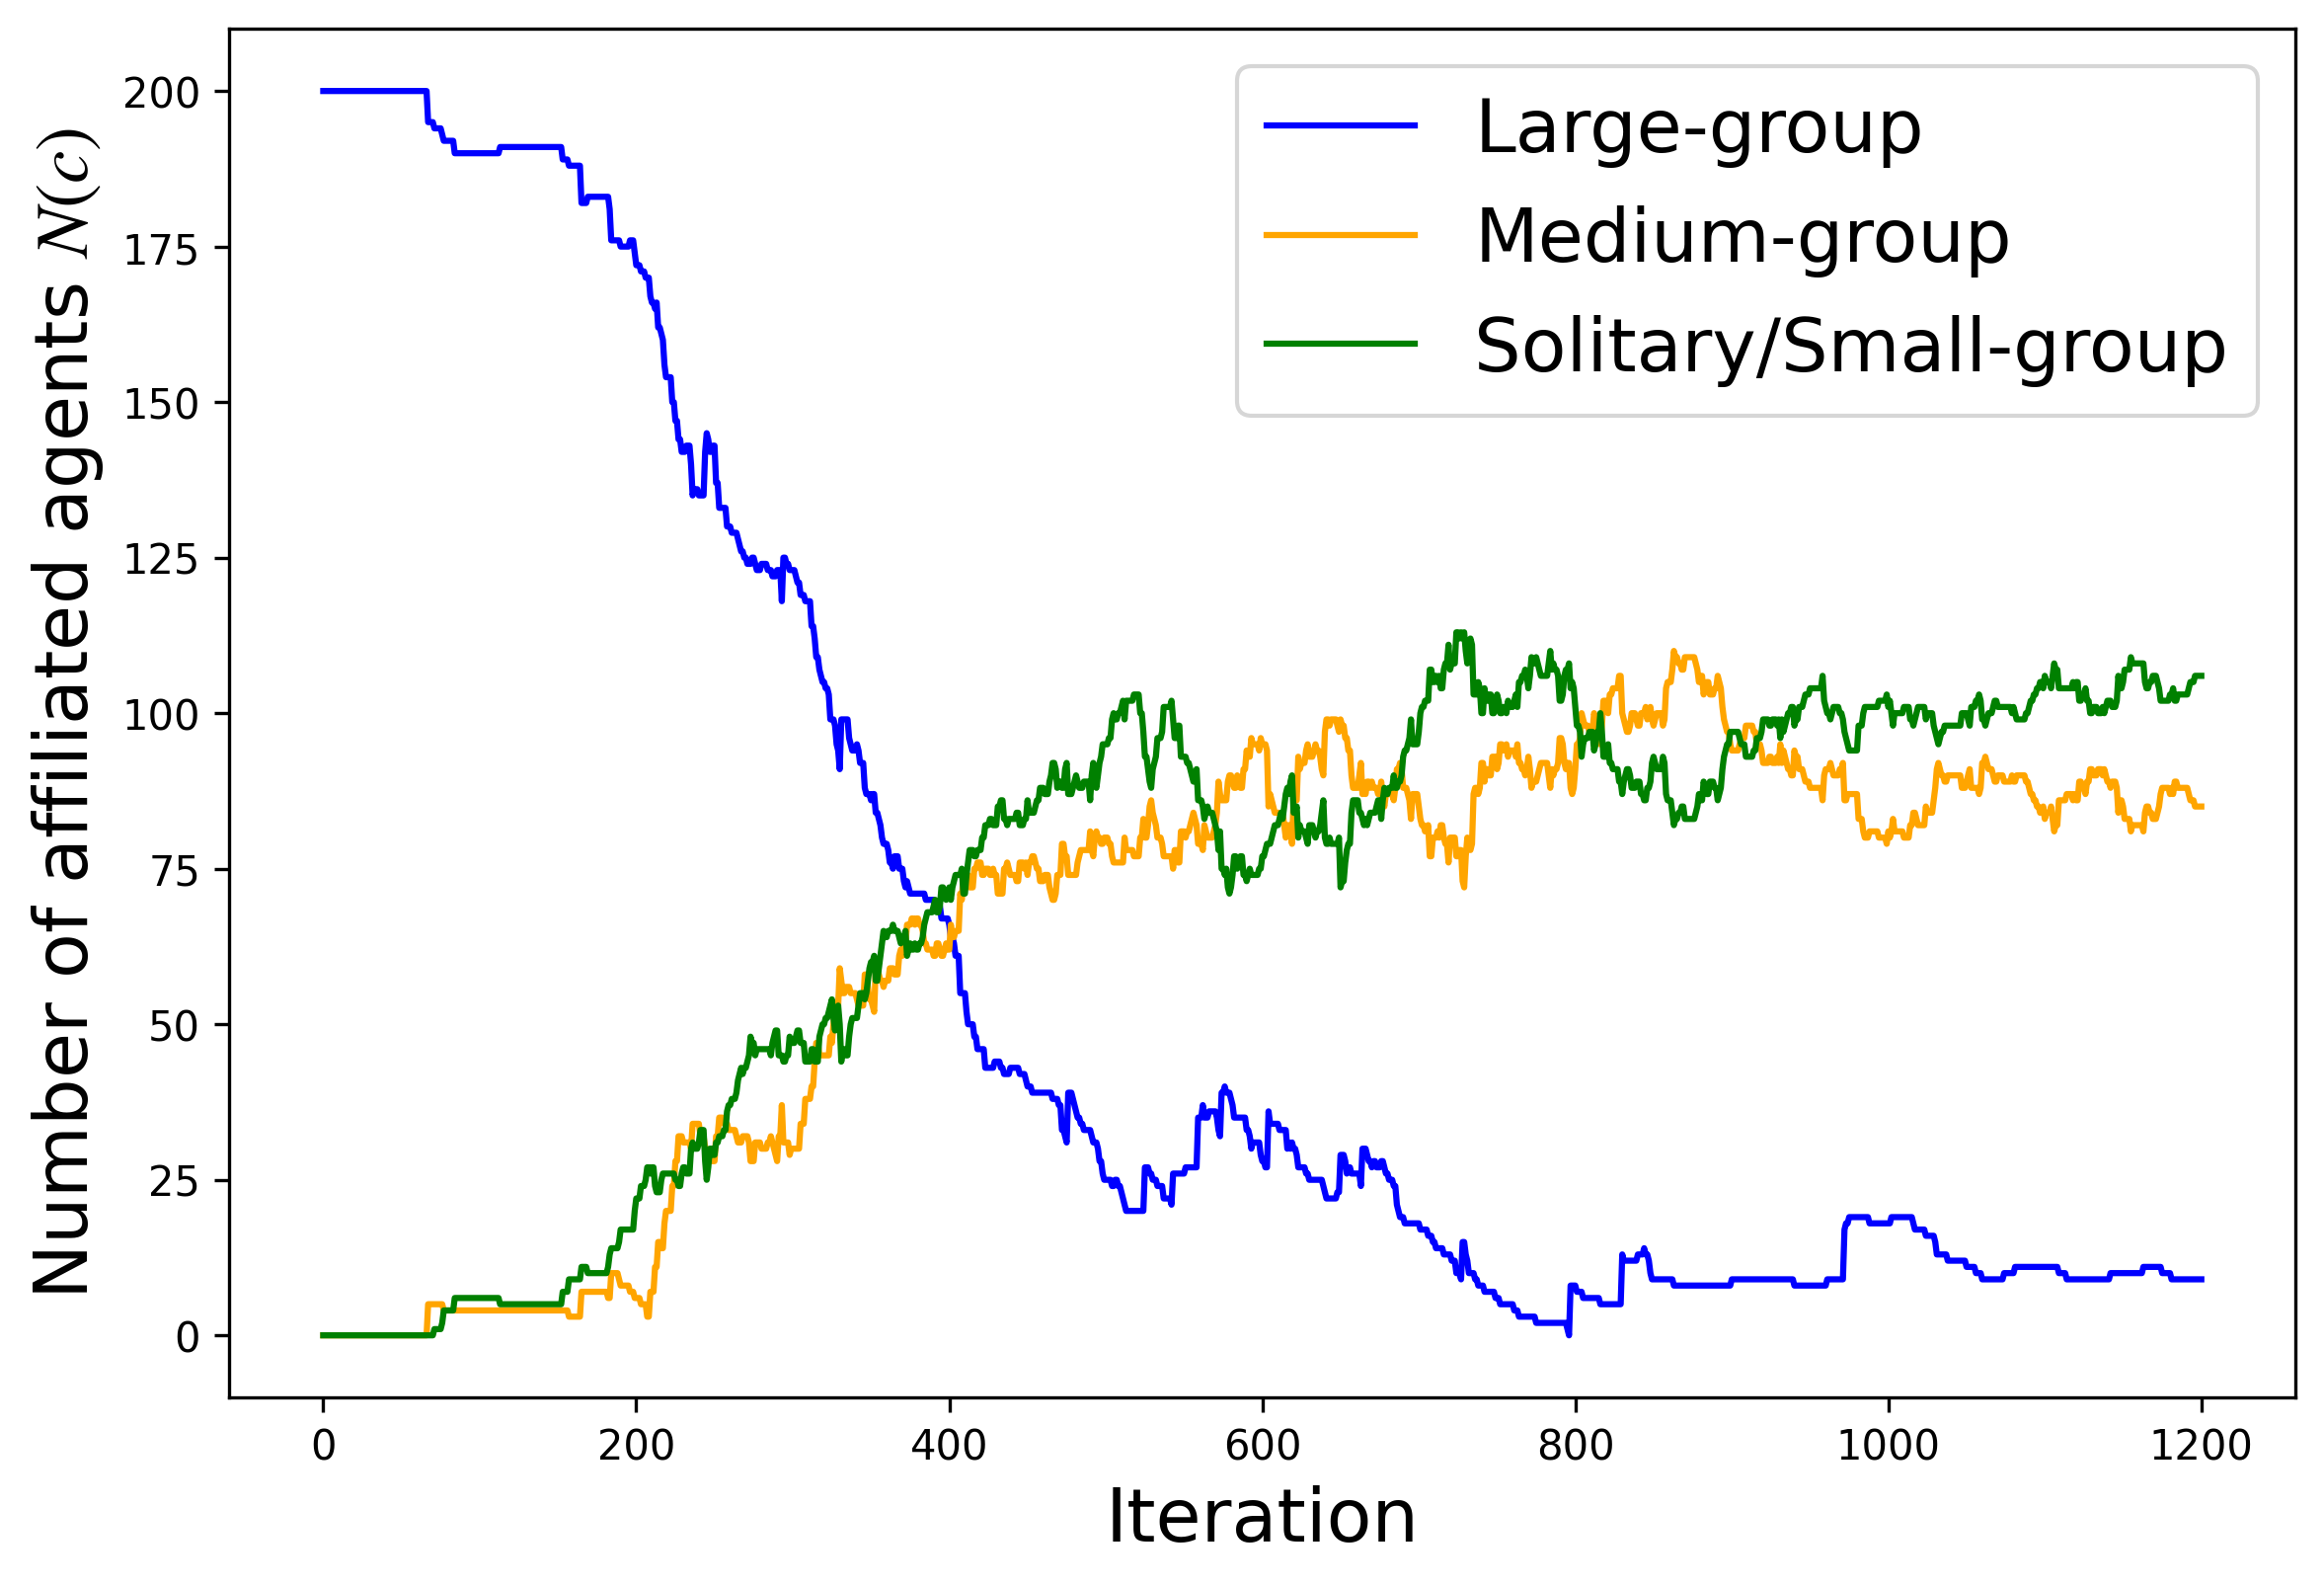 Number of affiliated agents N(c)
200
175
150
125
100
75
50
25
0
Large-group
Medium-group
Solitary/Small-group
0 200 400 600 800 1000 1200
Iteration